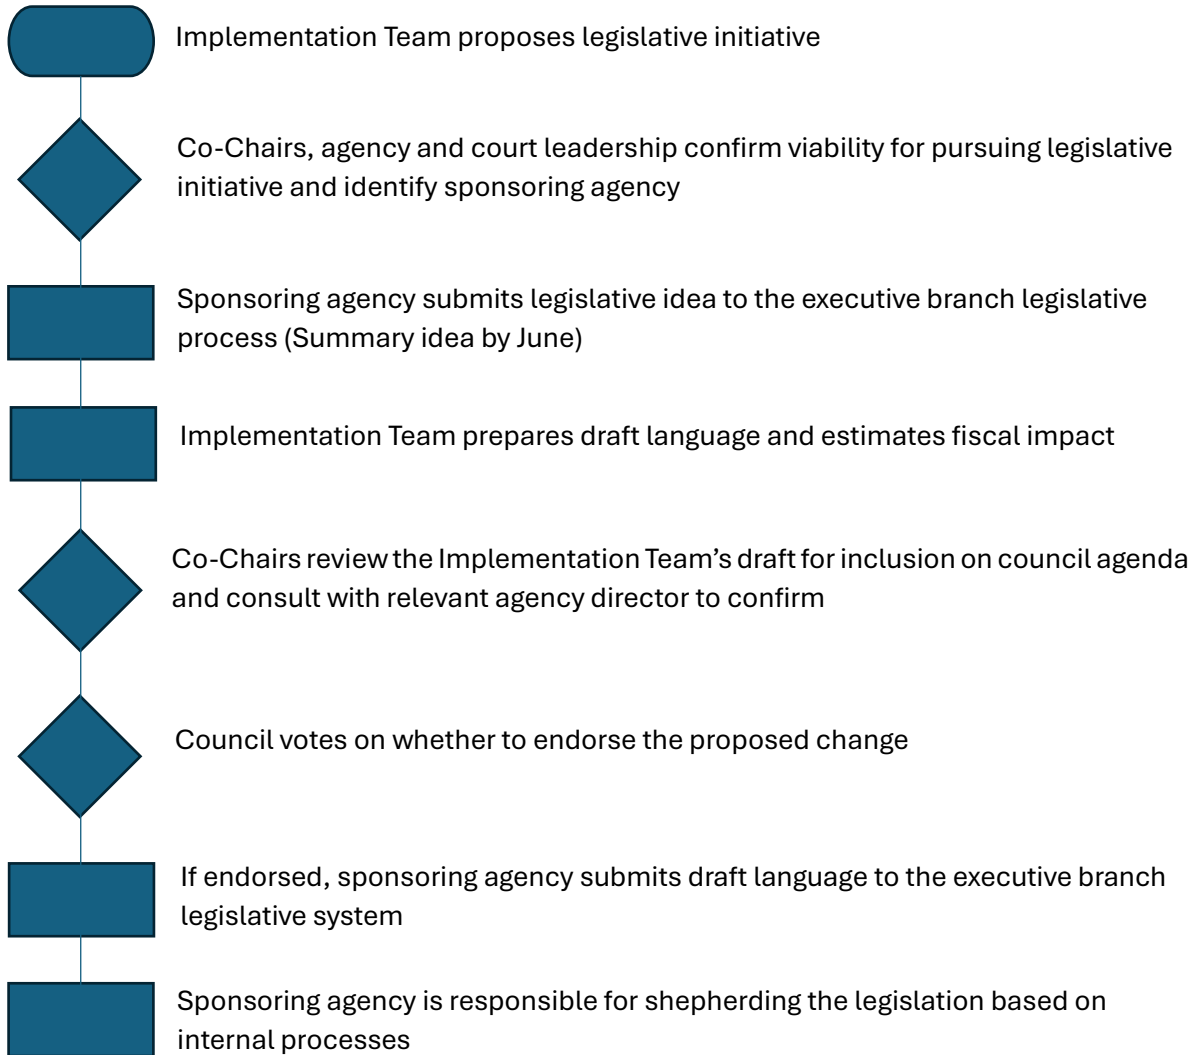 Implementation Team proposes legislative initiative
Co-Chairs, agency and court leadership confirm viability for pursuing legislative
initiative and identify sponsoring agency
Sponsoring agency submits legislative idea to the executive branch legislative
process (Summary idea by June)
Implementation Team prepares draft language and estimates fiscal impact
Co-Chairs review the Implementation Team’s draft for inclusion on council agenda
and consult with relevant agency director to confirm
Council votes on whether to endorse the proposed change
If endorsed, sponsoring agency submits draft language to the executive branch
legislative system
Sponsoring agency is responsible for shepherding the legislation based on
internal processes